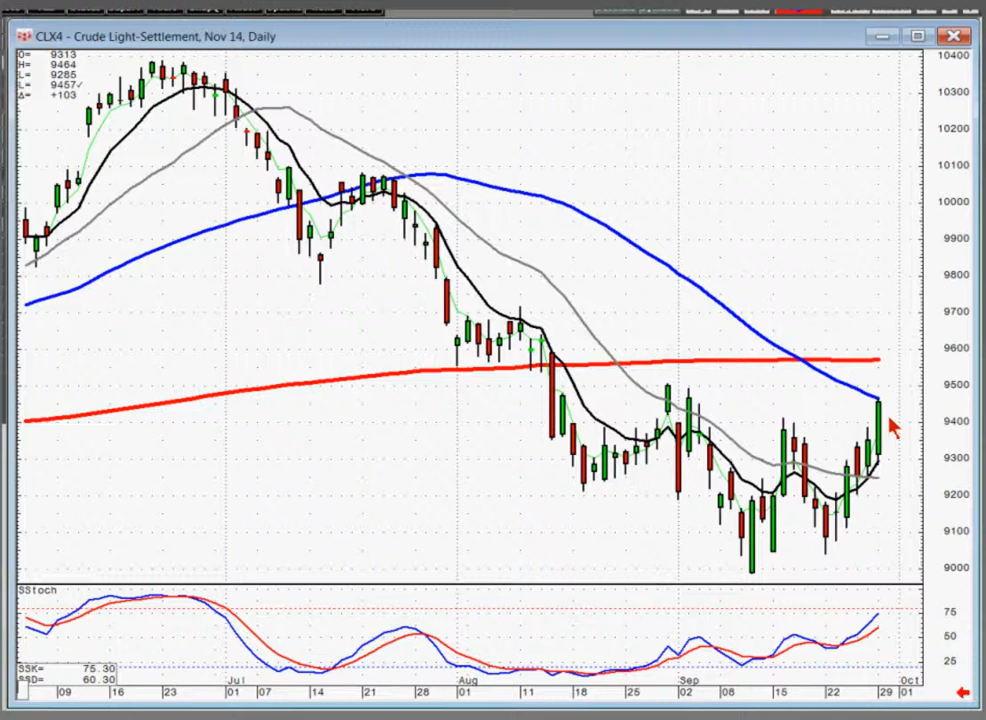 CLX4 - Crude Light-Settlement, Nov 14, Daily
O= 9313
H= 9464
L= 9285
L= 9457✓
Δ= +103
10400
10300
10200
10100
10000
9900
9800
9700
9600
9500
9400
9300
9200
9100
9000
SStoch
75
50
25
SSK= 75.30
SSD= 60.30
Jul Aug Sep Oct
09 16 23 01 07 14 21 28 01 11 18 25 02 08 15 22 29 01